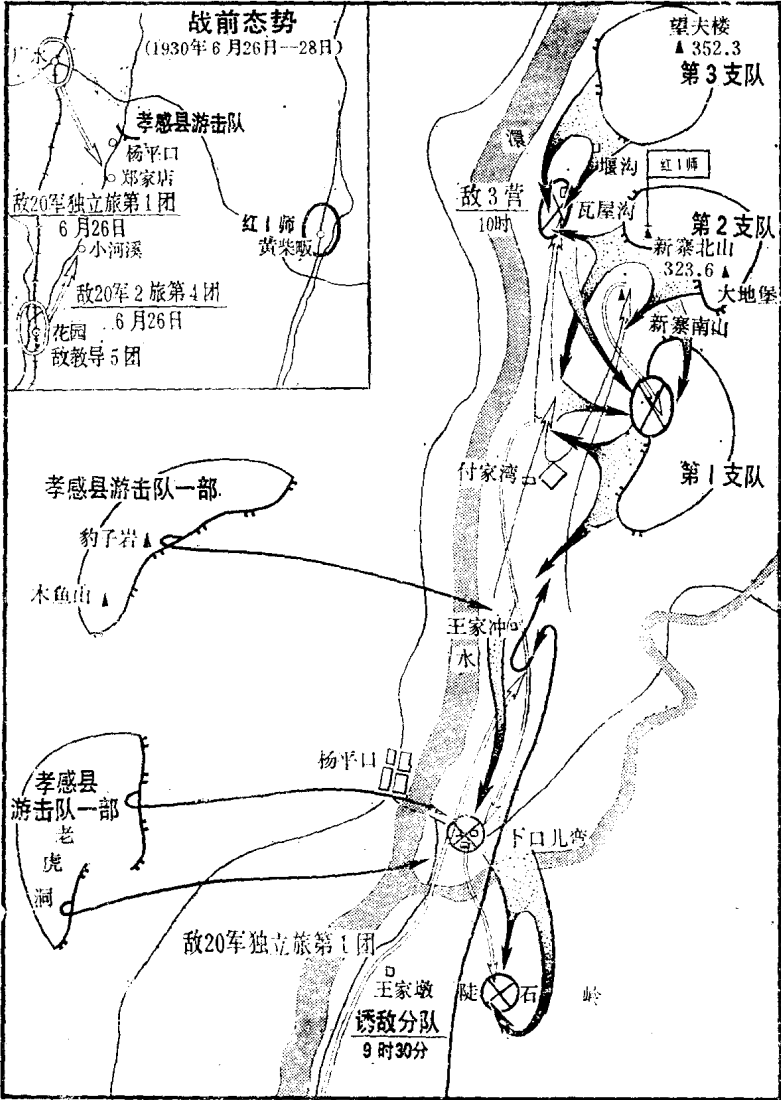 战前态势
(1930年6月26日--28日)
广水
孝感县游击队
杨平口
郑家店
敌20军独立旅第1团
6月26日
小河溪
红1师
黄柴畈
敌20军2旅第4团
6月26日
花园
敌教导5团
望夫楼
352.3
第3支队
澴
堰沟
红1师
敌3营
10时
瓦屋沟
第2支队
新寨北山
323.6
大地堡
新寨南山
付家湾
第1支队
孝感县游击队一部
豹子岩
木鱼山
王家冲
水
杨平口
孝感县
游击队一部
老
虎
洞
下口儿湾
敌20军独立旅第1团
王家墩
陡石岭
诱敌分队
9时30分